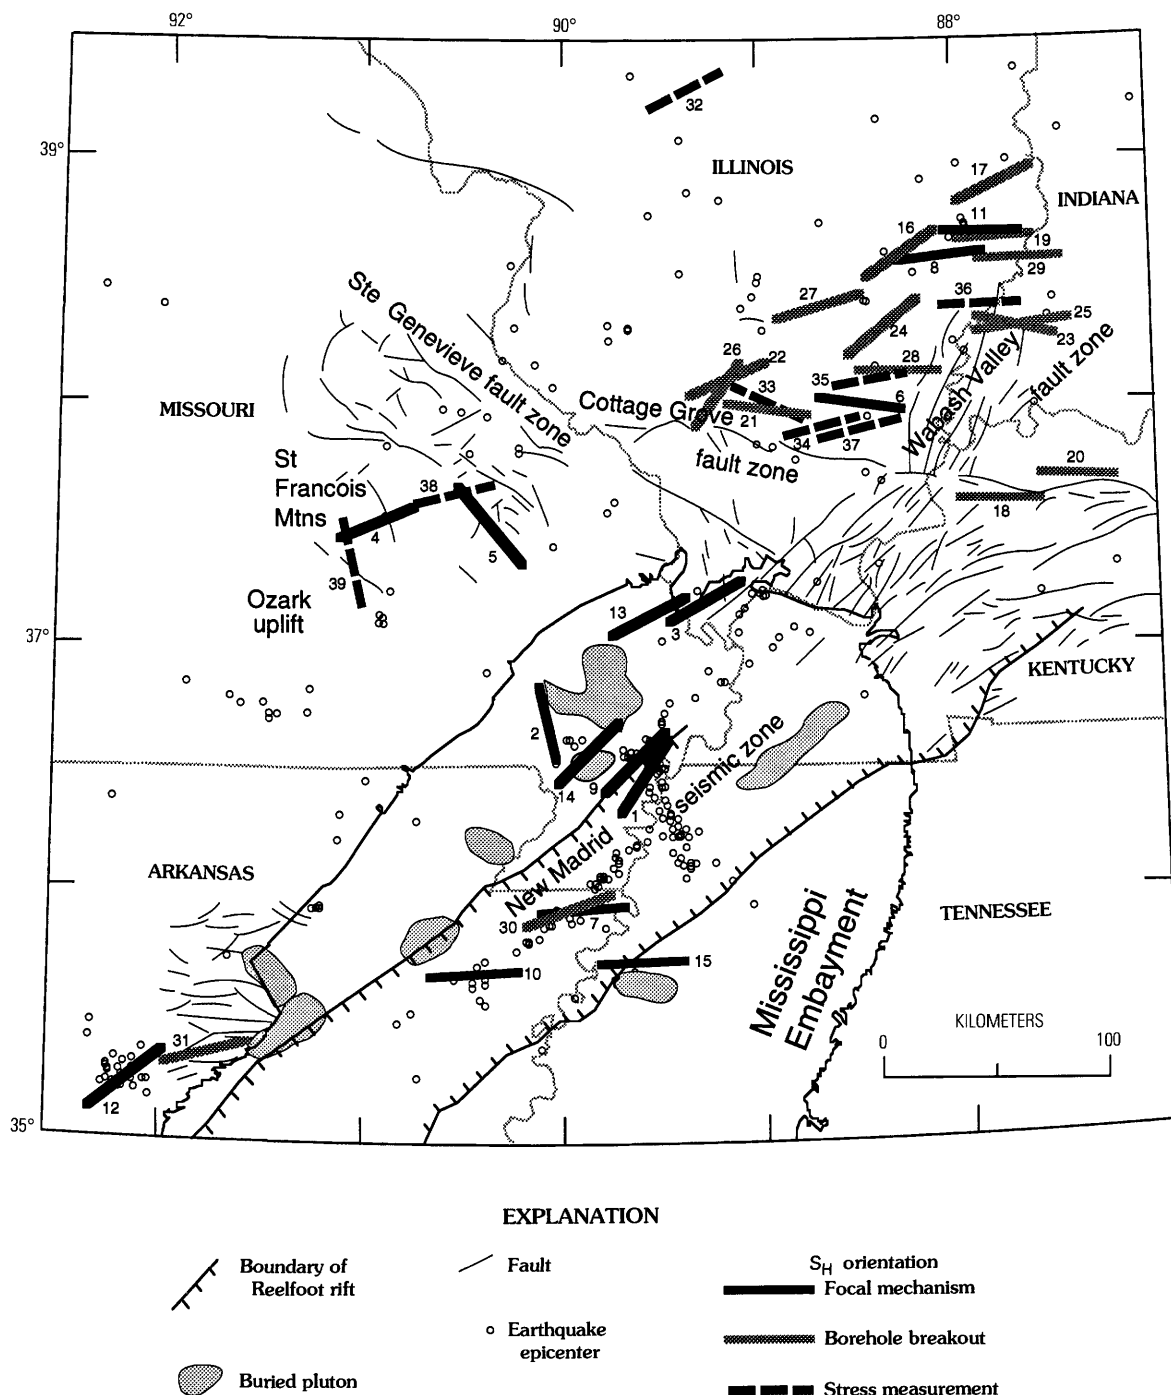 92°
90°
88°
39°
32
ILLINOIS
17
INDIANA
11
16
19
8
29
Ste Genevieve fault zone
27
36
25
24
23
26
22
28
35
33
Wabash Valley
fault zone
MISSOURI
Cottage Grove
fault zone
21
6
34
37
St
Francois
Mtns
38
20
18
4
5
39
Ozark
uplift
13
3
37°
KENTUCKY
2
14
9
1
New Madrid
seismic zone
ARKANSAS
Mississippi
Embayment
TENNESSEE
30
7
10
15
KILOMETERS
0
100
31
12
35°
EXPLANATION
Boundary of
Reelfoot rift
Fault
SH orientation
Focal mechanism
Earthquake
epicenter
Borehole breakout
Buried pluton
Stress measurement